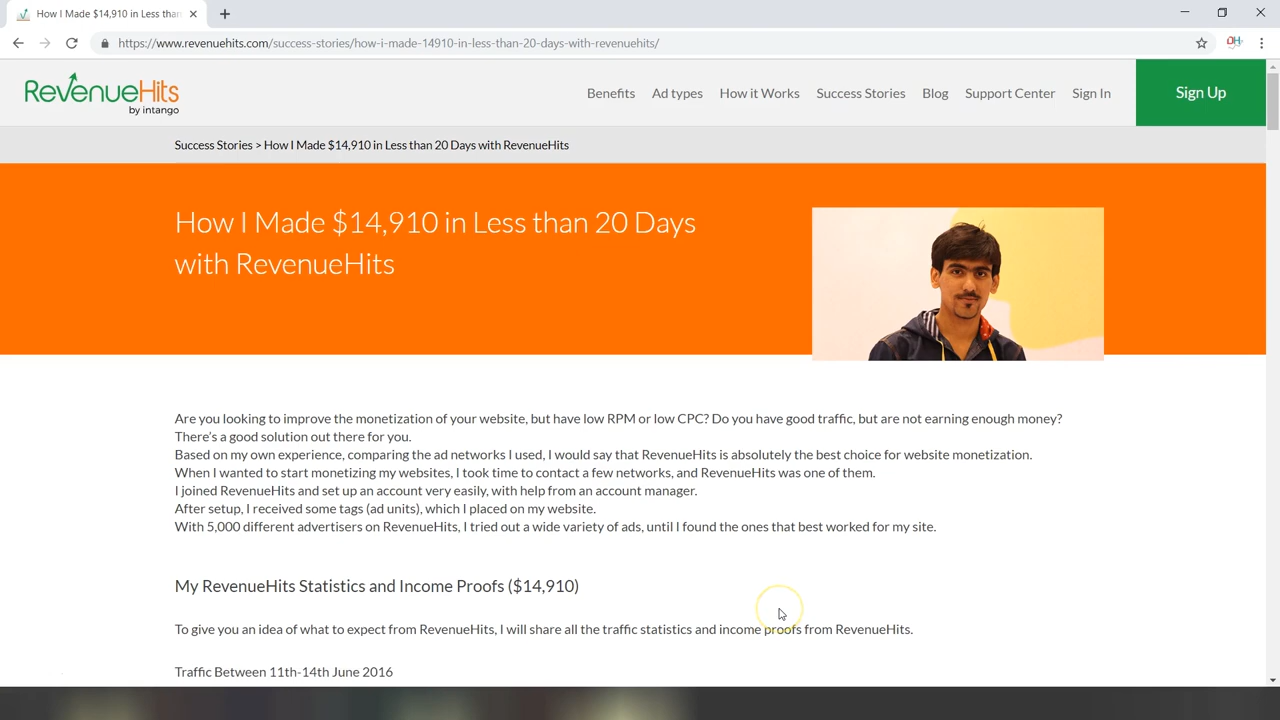 How I Made $14,910 in Less than
https://www.revenuehits.com/success-stories/how-i-made-14910-in-less-than-20-days-with-revenuehits/
RevenueHits
by intango
Benefits
Ad types
How it Works
Success Stories
Blog
Support Center
Sign In
Sign Up
Success Stories > How I Made $14,910 in Less than 20 Days with RevenueHits
How I Made $14,910 in Less than 20 Days
with RevenueHits
Are you looking to improve the monetization of your website, but have low RPM or low CPC? Do you have good traffic, but are not earning enough money?
There's a good solution out there for you.
Based on my own experience, comparing the ad networks I used, I would say that RevenueHits is absolutely the best choice for website monetization.
When I wanted to start monetizing my websites, I took time to contact a few networks, and RevenueHits was one of them.
I joined RevenueHits and set up an account very easily, with help from an account manager.
After setup, I received some tags (ad units), which I placed on my website.
With 5,000 different advertisers on RevenueHits, I tried out a wide variety of ads, until I found the ones that best worked for my site.
My RevenueHits Statistics and Income Proofs ($14,910)
To give you an idea of what to expect from RevenueHits, I will share all the traffic statistics and income proofs from RevenueHits.
Traffic Between 11th-14th June 2016